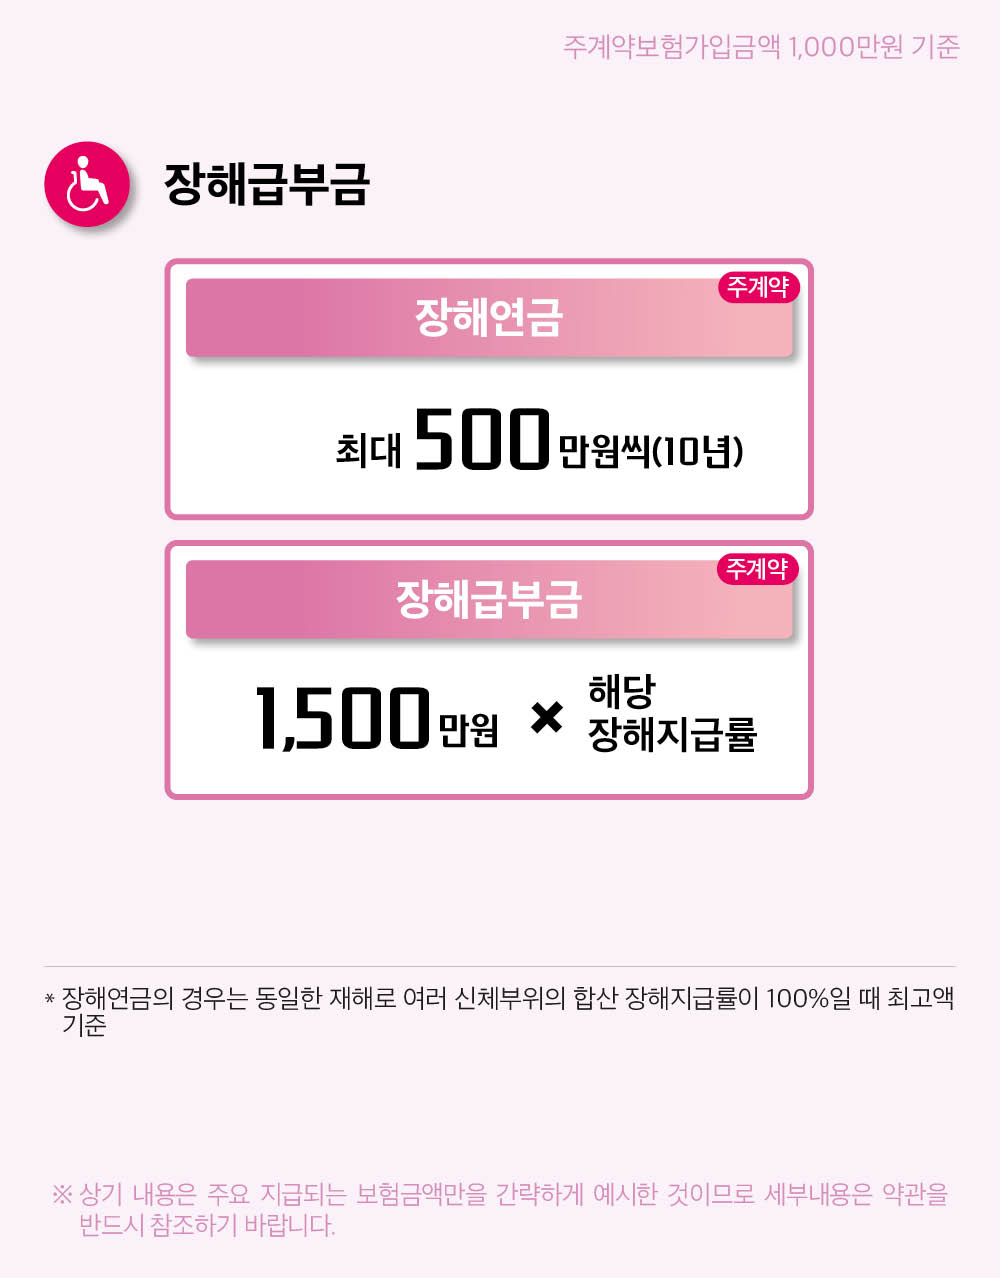 주계약보험가입금액 1,000만원 기준
장해급부금
주계약
장해연금
최대 500만원씩(10년)
주계약
장해급부금
1,500만원 × 해당
장해지급률
* 장해연금의 경우는 동일한 재해로 여러 신체부위의 합산 장해지급률이 100%일 때 최고액
기준
※ 상기 내용은 주요 지급되는 보험금액만을 간략하게 예시한 것이므로 세부내용은 약관을
반드시 참조하기 바랍니다.